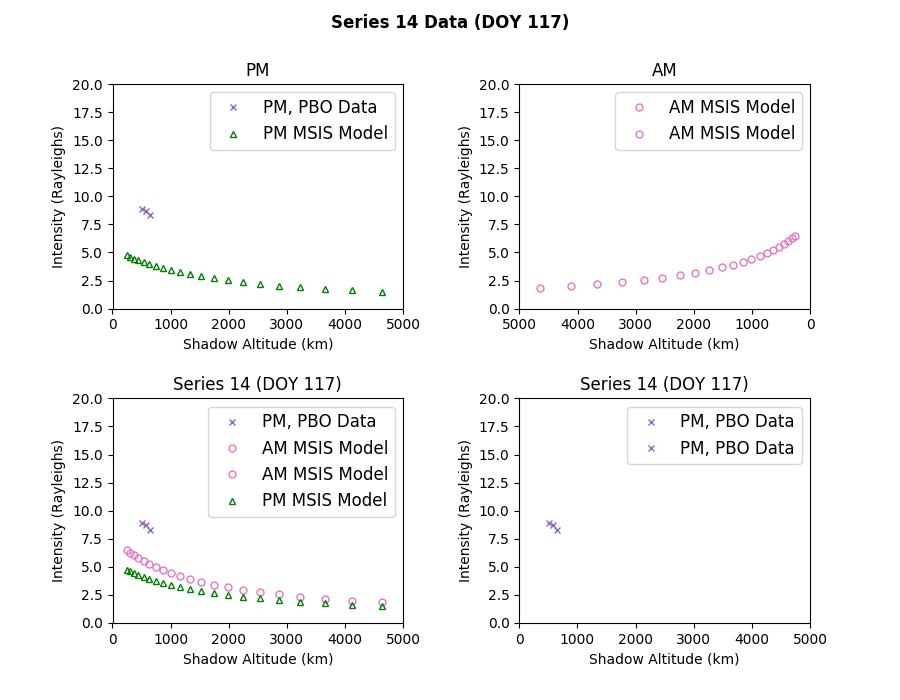 Series 14 Data (DOY 117)
PM
20.0
17.5
15.0
12.5
10.0
7.5
5.0
2.5
0.0
Intensity (Rayleighs)
PM, PBO Data
PM MSIS Model
0 1000 2000 3000 4000 5000
Shadow Altitude (km)
AM
20.0
17.5
15.0
12.5
10.0
7.5
5.0
2.5
0.0
Intensity (Rayleighs)
AM MSIS Model
AM MSIS Model
5000 4000 3000 2000 1000 0
Shadow Altitude (km)
Series 14 (DOY 117)
20.0
17.5
15.0
12.5
10.0
7.5
5.0
2.5
0.0
Intensity (Rayleighs)
PM, PBO Data
AM MSIS Model
AM MSIS Model
PM MSIS Model
0 1000 2000 3000 4000 5000
Shadow Altitude (km)
Series 14 (DOY 117)
20.0
17.5
15.0
12.5
10.0
7.5
5.0
2.5
0.0
Intensity (Rayleighs)
PM, PBO Data
PM, PBO Data
0 1000 2000 3000 4000 5000
Shadow Altitude (km)